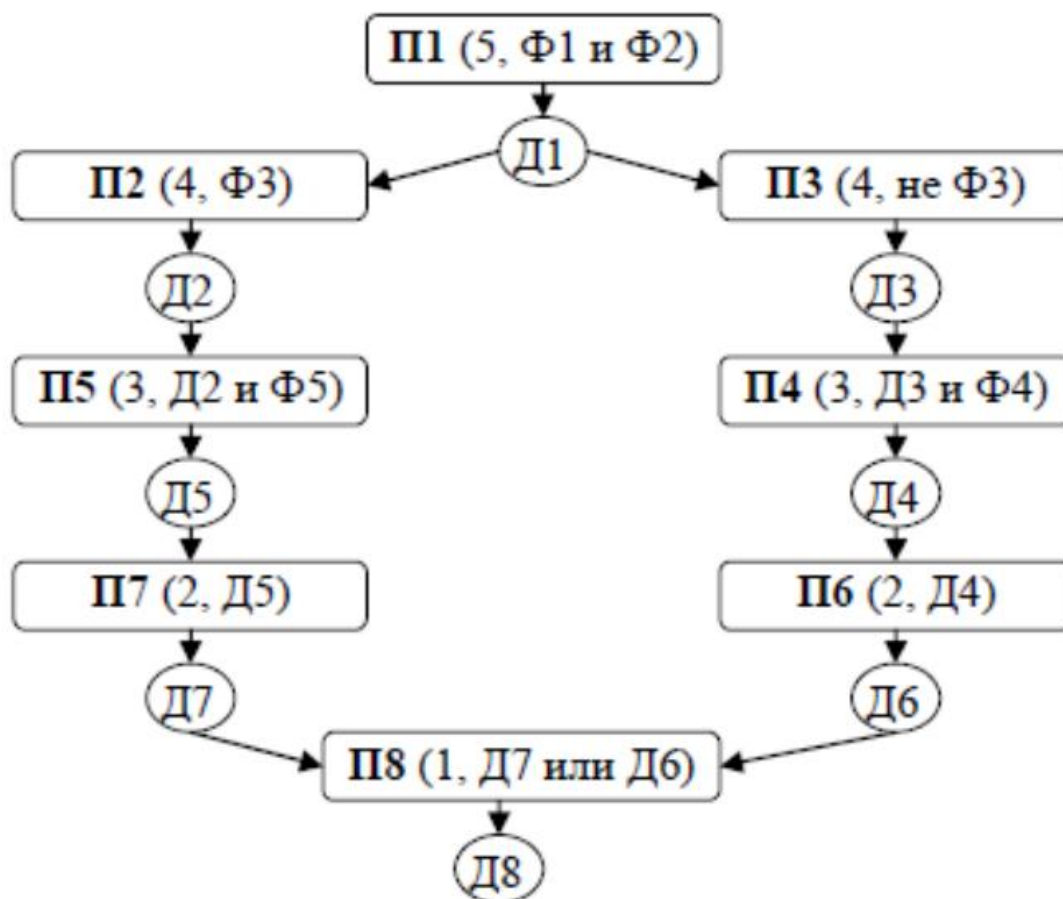 П1 (5, Ф1 и Ф2)
Д1
П2 (4, Ф3)
П3 (4, не Ф3)
Д2
Д3
П5 (3, Д2 и Ф5)
П4 (3, Д3 и Ф4)
Д5
Д4
П7 (2, Д5)
П6 (2, Д4)
Д7
Д6
П8 (1, Д7 или Д6)
Д8